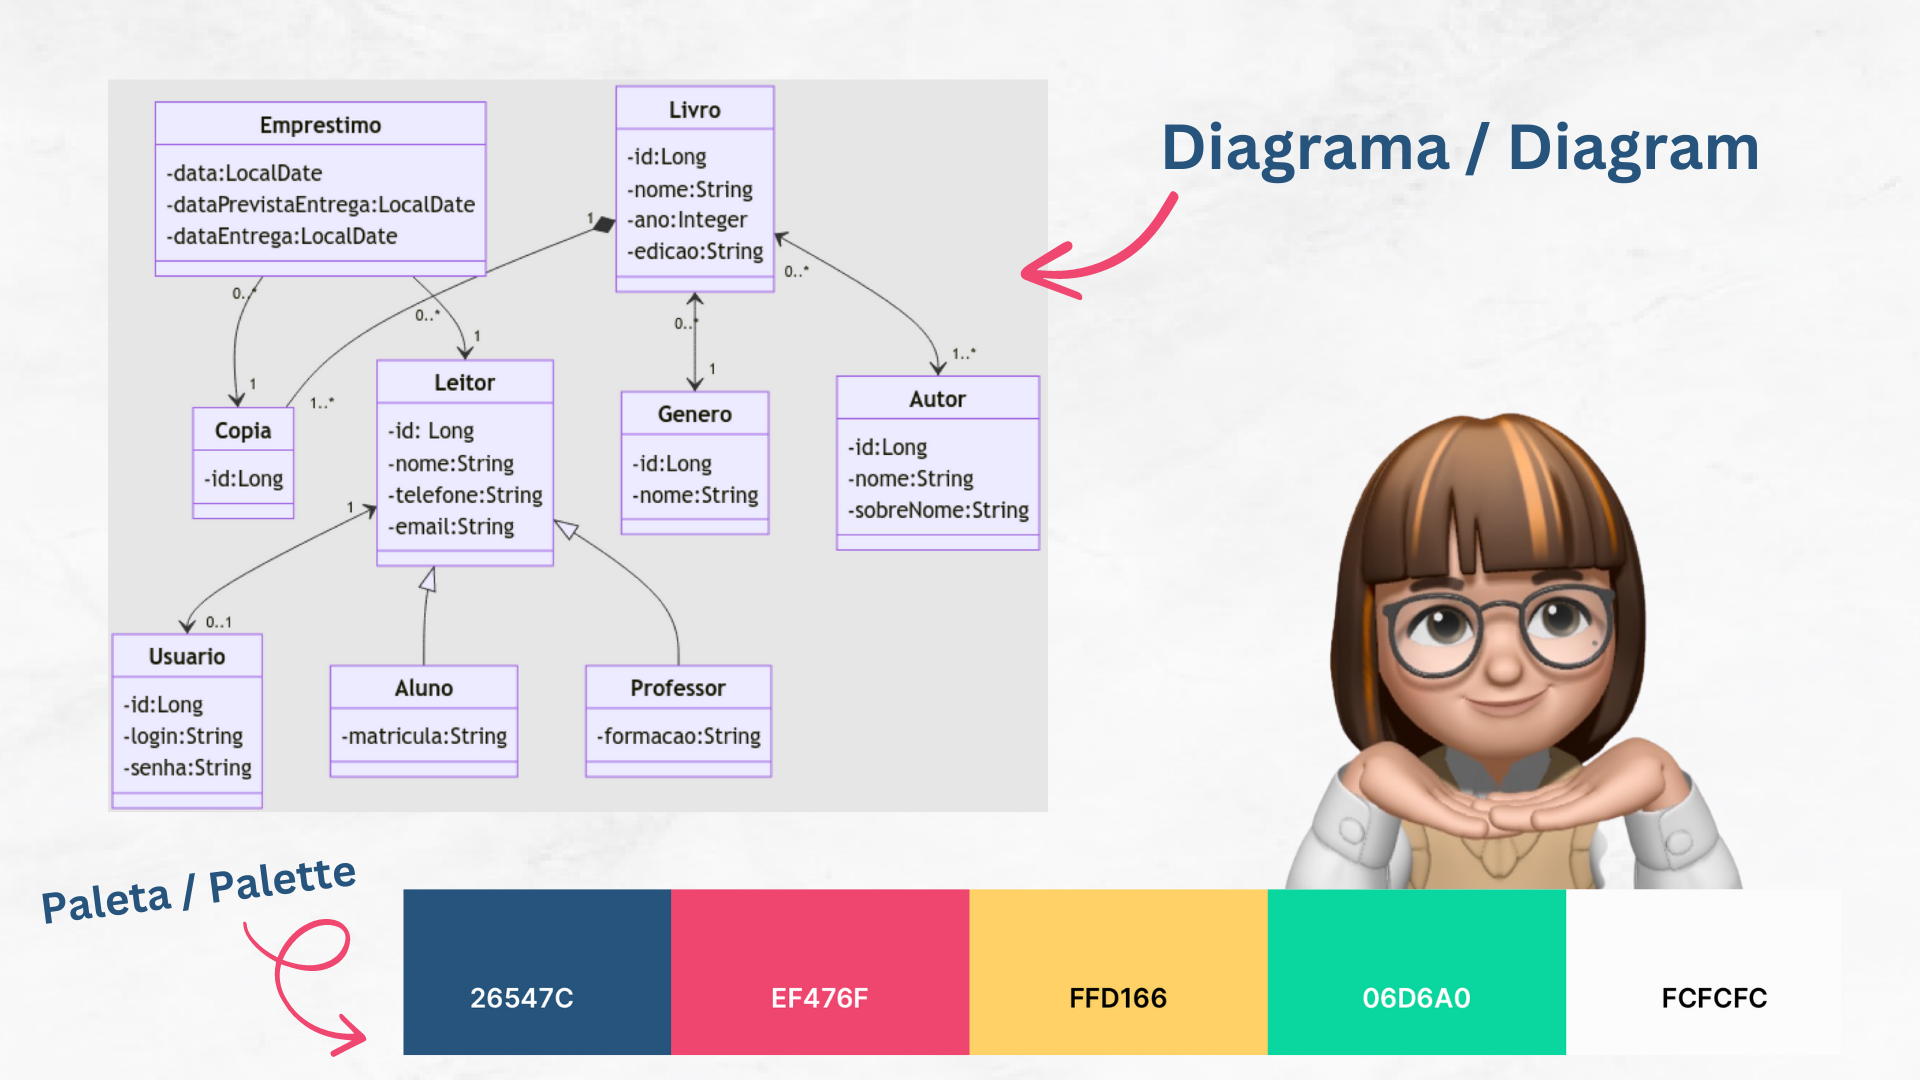 Diagrama / Diagram
Emprestimo
-data:LocalDate
-dataPrevistaEntrega:LocalDate
-dataEntrega:LocalDate
Livro
-id:Long
-nome:String
-ano:Integer
-edicao:String
1
0..*
0..*
0..*
0..*
1
1
1..*
1
1..*
Copia
-id:Long
Leitor
-id: Long
-nome:String
-telefone:String
-email:String
Genero
-id:Long
-nome:String
Autor
-id:Long
-nome:String
-sobreNome:String
1
0..1
Usuario
-id:Long
-login:String
-senha:String
Aluno
-matricula:String
Professor
-formacao:String
Paleta / Palette
26547C
EF476F
FFD166
06D6A0
FCFCFC